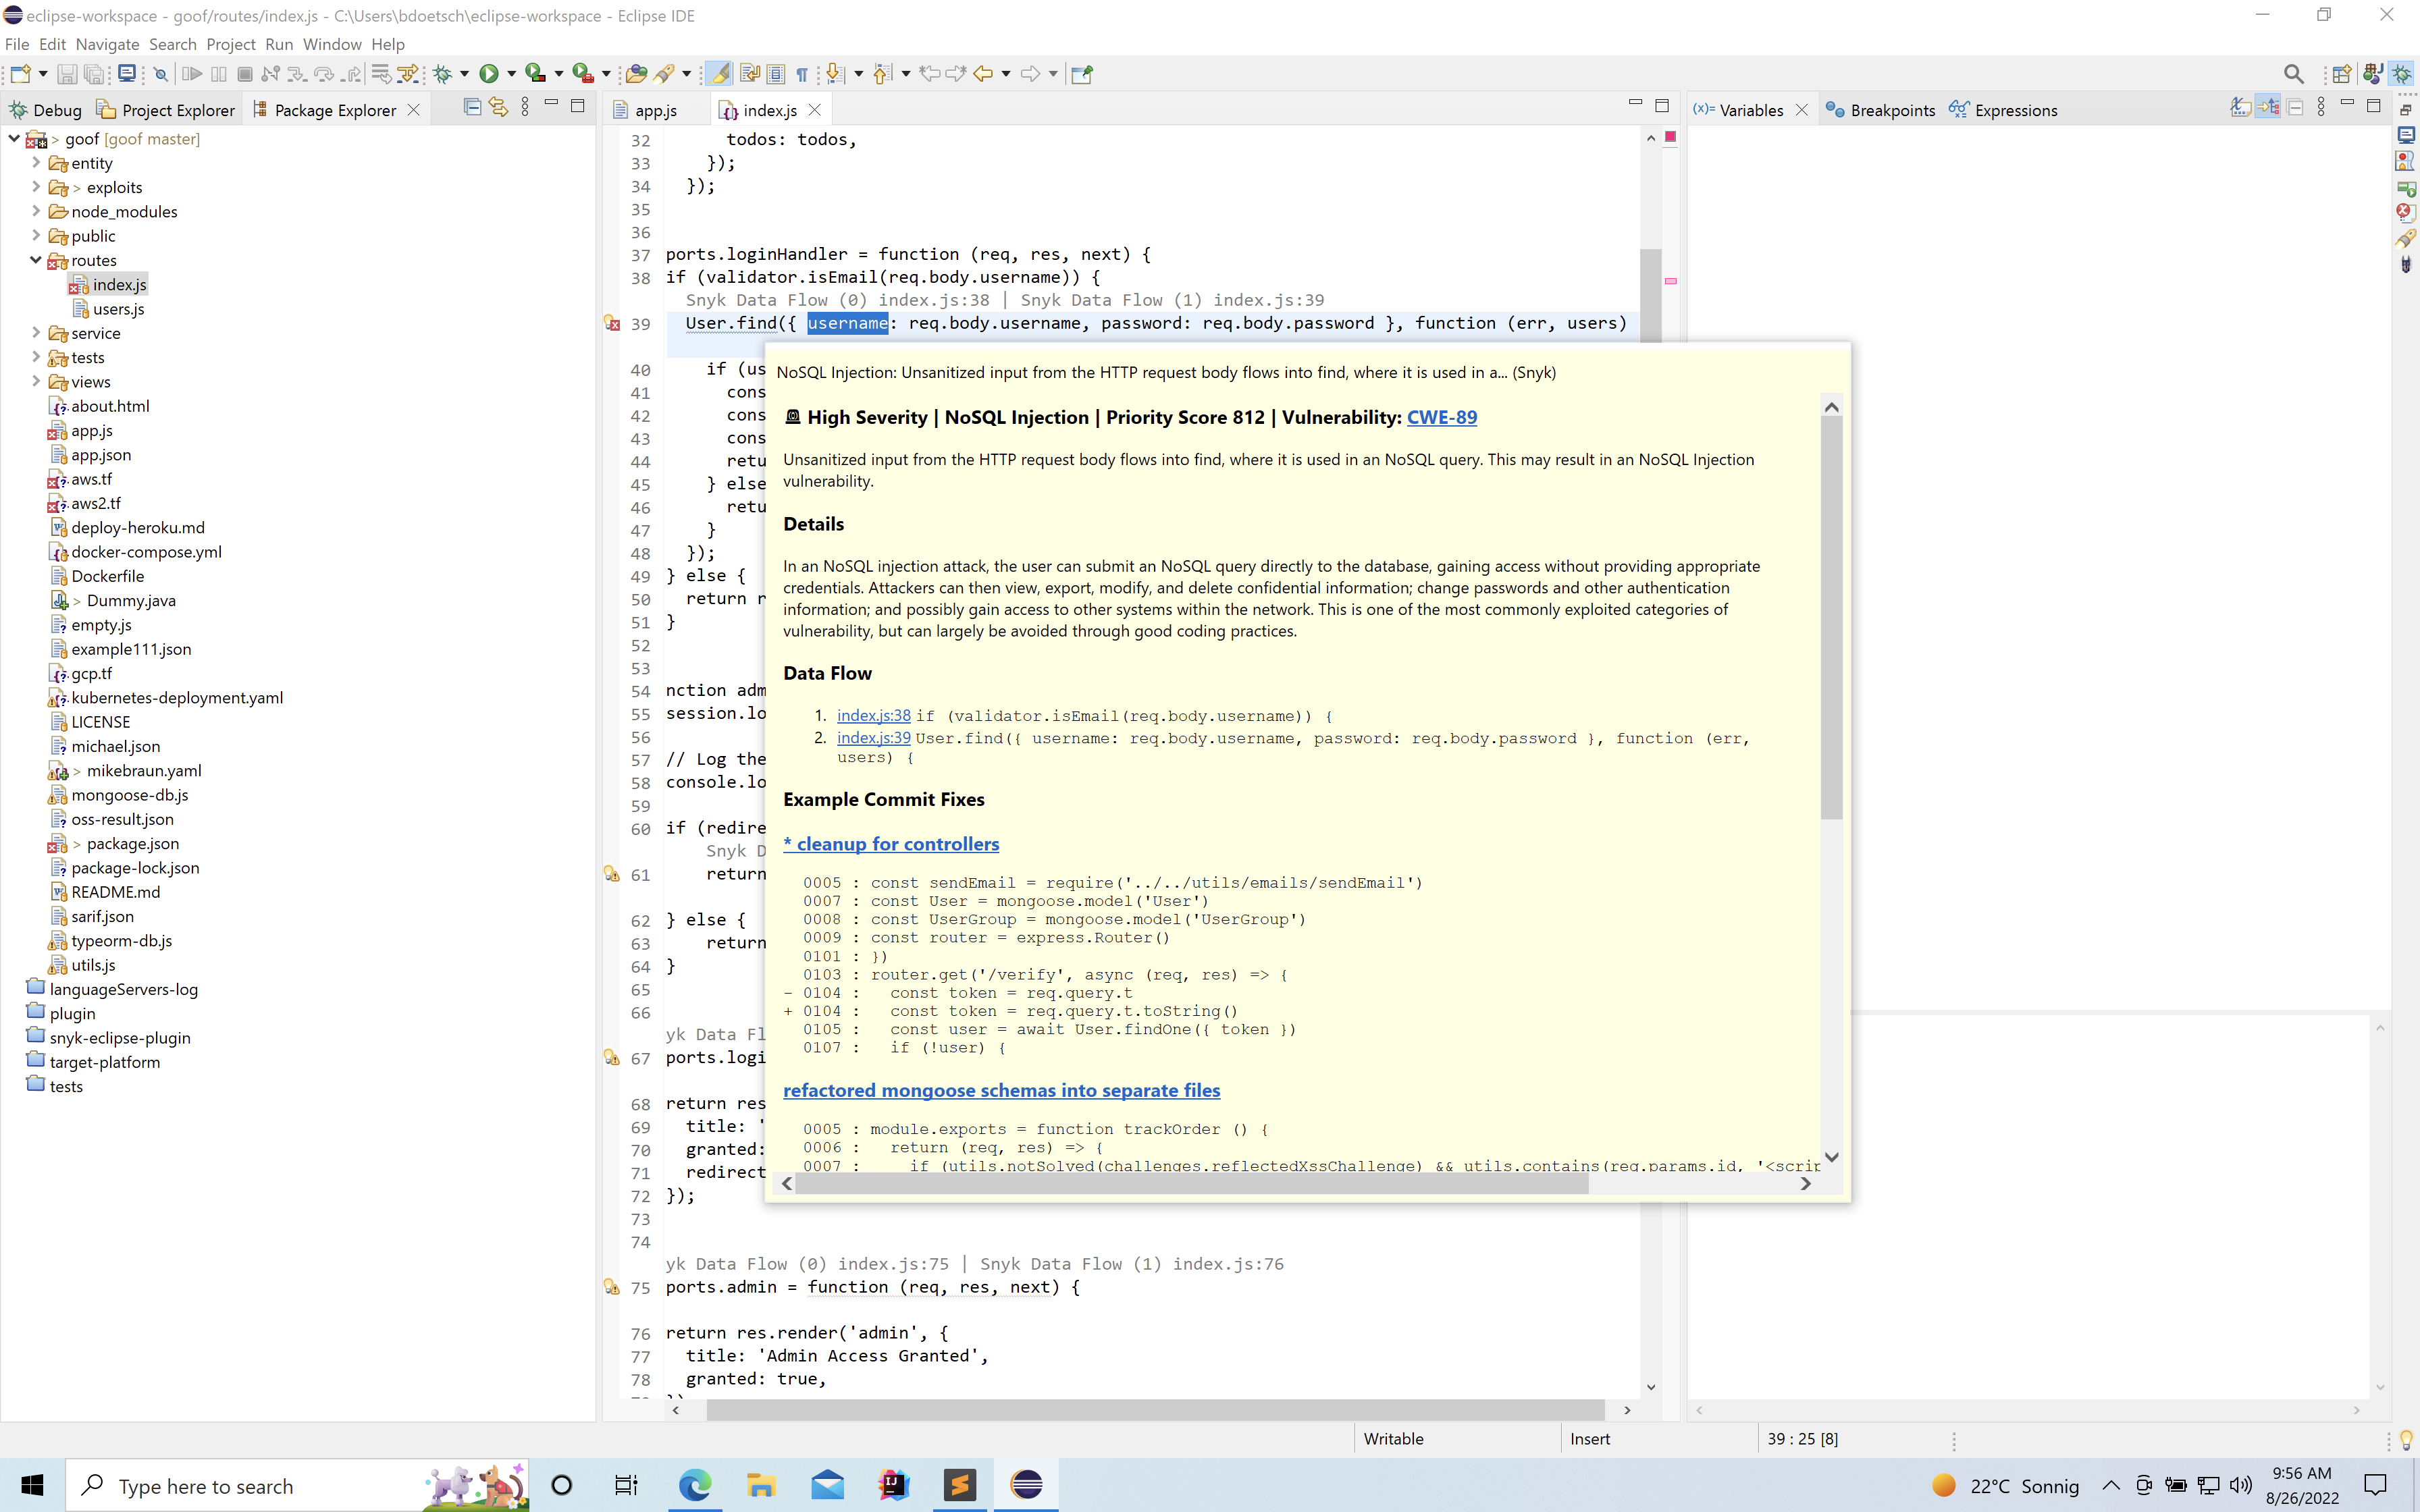 eclipse-workspace - goof/routes/index.js - C:\Users\bdoetsch\eclipse-workspace - Eclipse IDE
File Edit Navigate Search Project Run Window Help
Debug Project Explorer Package Explorer
> goof [goof master]
entity
> exploits
node_modules
public
routes
index.js
users.js
service
tests
views
about.html
app.js
app.json
aws.tf
aws2.tf
deploy-heroku.md
docker-compose.yml
Dockerfile
> Dummy.java
empty.js
example111.json
gcp.tf
kubernetes-deployment.yaml
LICENSE
michael.json
> mikebraun.yaml
mongoose-db.js
oss-result.json
> package.json
package-lock.json
README.md
sarif.json
typeorm-db.js
utils.js
languageServers-log
plugin
snyk-eclipse-plugin
target-platform
tests
app.js index.js
32 todos: todos,
33 });
34 });
35
36
37 ports.loginHandler = function (req, res, next) {
38 if (validator.isEmail(req.body.username)) {
Snyk Data Flow (0) index.js:38 | Snyk Data Flow (1) index.js:39
39 User.find({ username: req.body.username, password: req.body.password }, function (err, users)
40 if (us
41 cons
42 cons
43 cons
44 retu
45 } else
46 retu
47 }
48 });
49 } else {
50 return r
51 }
52
53
54 nction adm
55 session.lo
56
57 // Log the
58 console.lo
59
60 if (redire
Snyk D
61 return
62 } else {
63 return
64 }
65
66
yk Data Fl
67 ports.logi
68 return res
69 title: '
70 granted:
71 redirect
72 });
73
74
yk Data Flow (0) index.js:75 | Snyk Data Flow (1) index.js:76
75 ports.admin = function (req, res, next) {
76 return res.render('admin', {
77 title: 'Admin Access Granted',
78 granted: true,
NoSQL Injection: Unsanitized input from the HTTP request body flows into find, where it is used in a... (Snyk)
High Severity | NoSQL Injection | Priority Score 812 | Vulnerability: CWE-89
Unsanitized input from the HTTP request body flows into find, where it is used in an NoSQL query. This may result in an NoSQL Injection
vulnerability.
Details
In an NoSQL injection attack, the user can submit an NoSQL query directly to the database, gaining access without providing appropriate
credentials. Attackers can then view, export, modify, and delete confidential information; change passwords and other authentication
information; and possibly gain access to other systems within the network. This is one of the most commonly exploited categories of
vulnerability, but can largely be avoided through good coding practices.
Data Flow
1. index.js:38 if (validator.isEmail(req.body.username)) {
2. index.js:39 User.find({ username: req.body.username, password: req.body.password }, function (err,
users) {
Example Commit Fixes
* cleanup for controllers
0005 : const sendEmail = require('../../utils/emails/sendEmail')
0007 : const User = mongoose.model('User')
0008 : const UserGroup = mongoose.model('UserGroup')
0009 : const router = express.Router()
0101 : })
0103 : router.get('/verify', async (req, res) => {
- 0104 : const token = req.query.t
+ 0104 : const token = req.query.t.toString()
0105 : const user = await User.findOne({ token })
0107 : if (!user) {
refactored mongoose schemas into separate files
0005 : module.exports = function trackOrder () {
0006 : return (req, res) => {
0007 : if (utils.notSolved(challenges.reflectedXssChallenge) && utils.contains(req.params.id, '<scrip
(x)= Variables Breakpoints Expressions
Writable Insert 39 : 25 [8]
Type here to search
22°C Sonnig
9:56 AM
8/26/2022